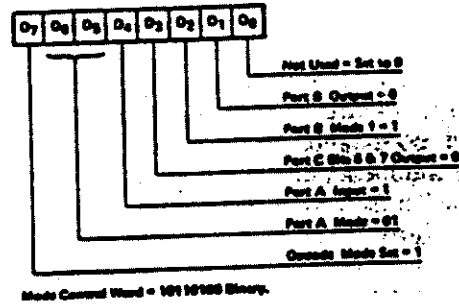 D7 D6 D5 D4 D3 D2 D1 D0
Not Used = Set to 0
Port B Output = 0
Port B Mode 1 = 1
Port C Bits 6 & 7 Output = 0
Port A Input = 1
Port A Mode = 01
Opcode Mode Set = 1
Mode Control Word = 10110100 Binary.